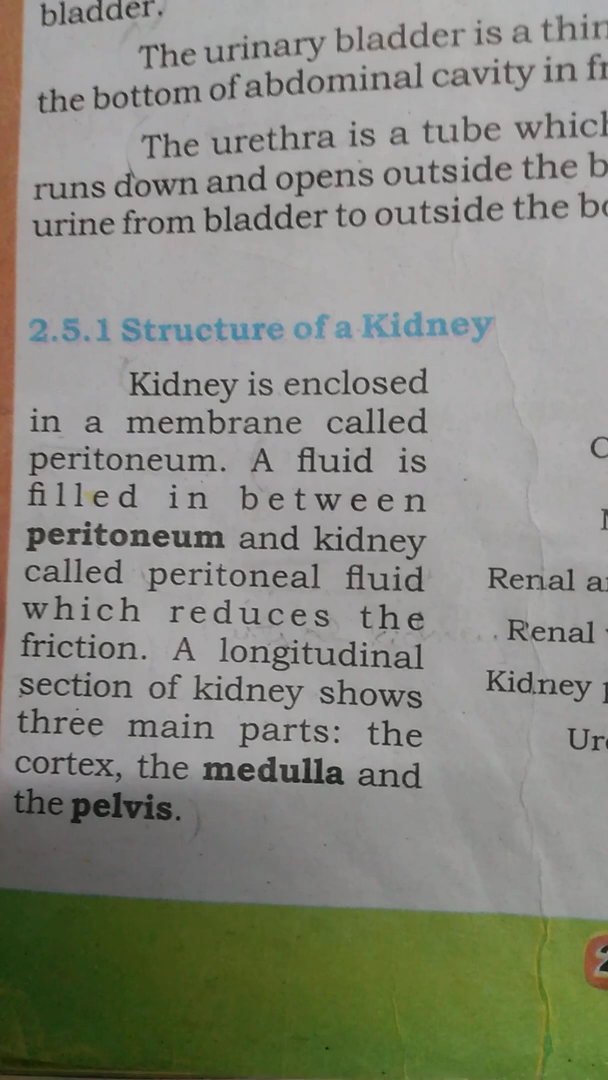 bladder.
The urinary bladder is a thin
the bottom of abdominal cavity in
The urethra is a tube which
runs down and opens outside the
urine from bladder to outside the
2.5.1 Structure of a Kidney
Kidney is enclosed
in a membrane called
peritoneum. A fluid is
filled in between
peritoneum and kidney
called peritoneal fluid
which reduces the
friction. A longitudinal
section of kidney shows
three main parts: the
cortex, the medulla and
the pelvis.
Renal
Renal
Kidney